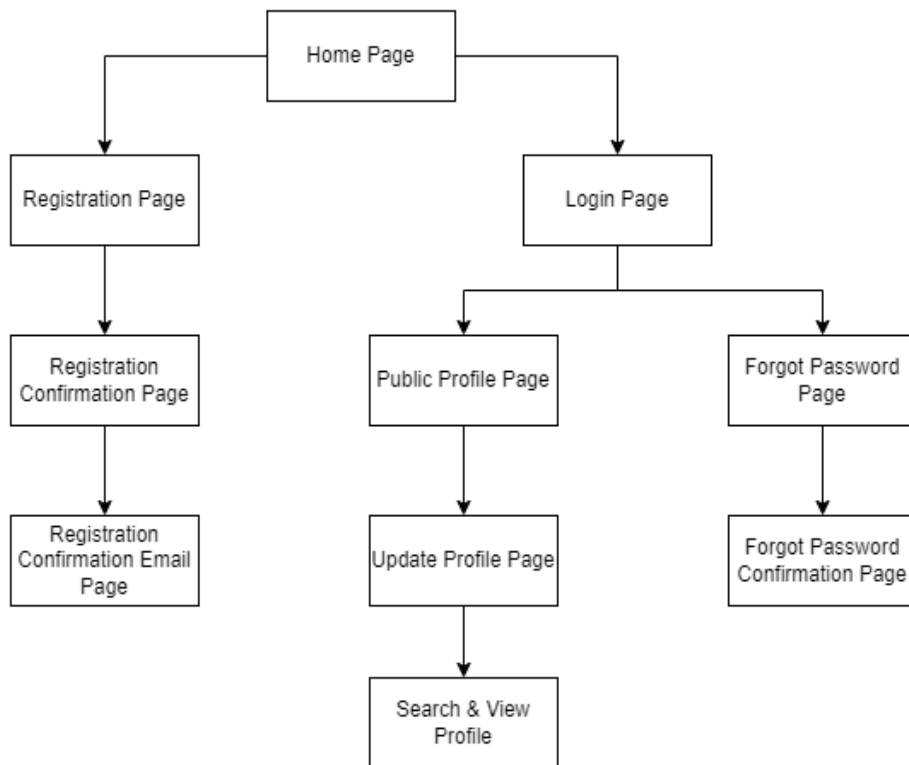 Home Page
Registration Page
Login Page
Registration
Confirmation Page
Public Profile Page
Forgot Password
Page
Registration
Confirmation Email
Page
Update Profile Page
Forgot Password
Confirmation Page
Search & View
Profile